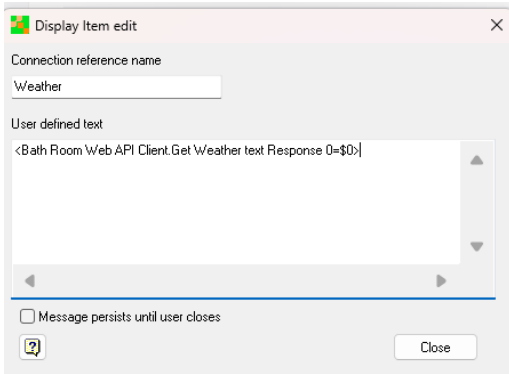 Display Item edit
Connection reference name
Weather
User defined text
<Bath Room Web API Client.Get Weather text Response 0=$0>
Message persists until user closes
Close